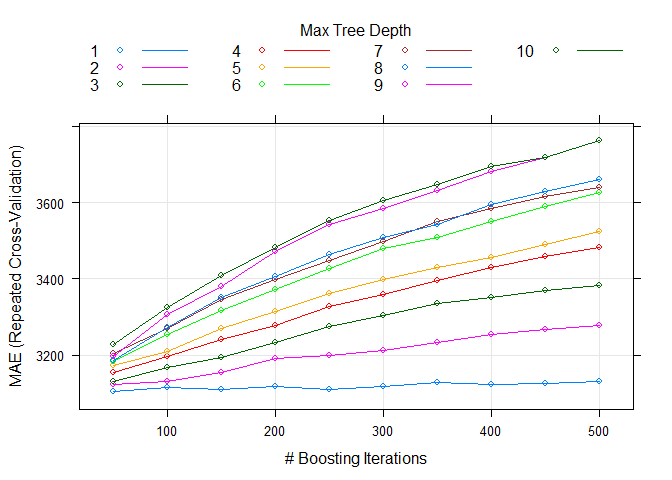 Max Tree Depth
1 4 7 10
2 5 8
3 6 9
MAE (Repeated Cross-Validation)
3600
3400
3200
100 200 300 400 500
# Boosting Iterations